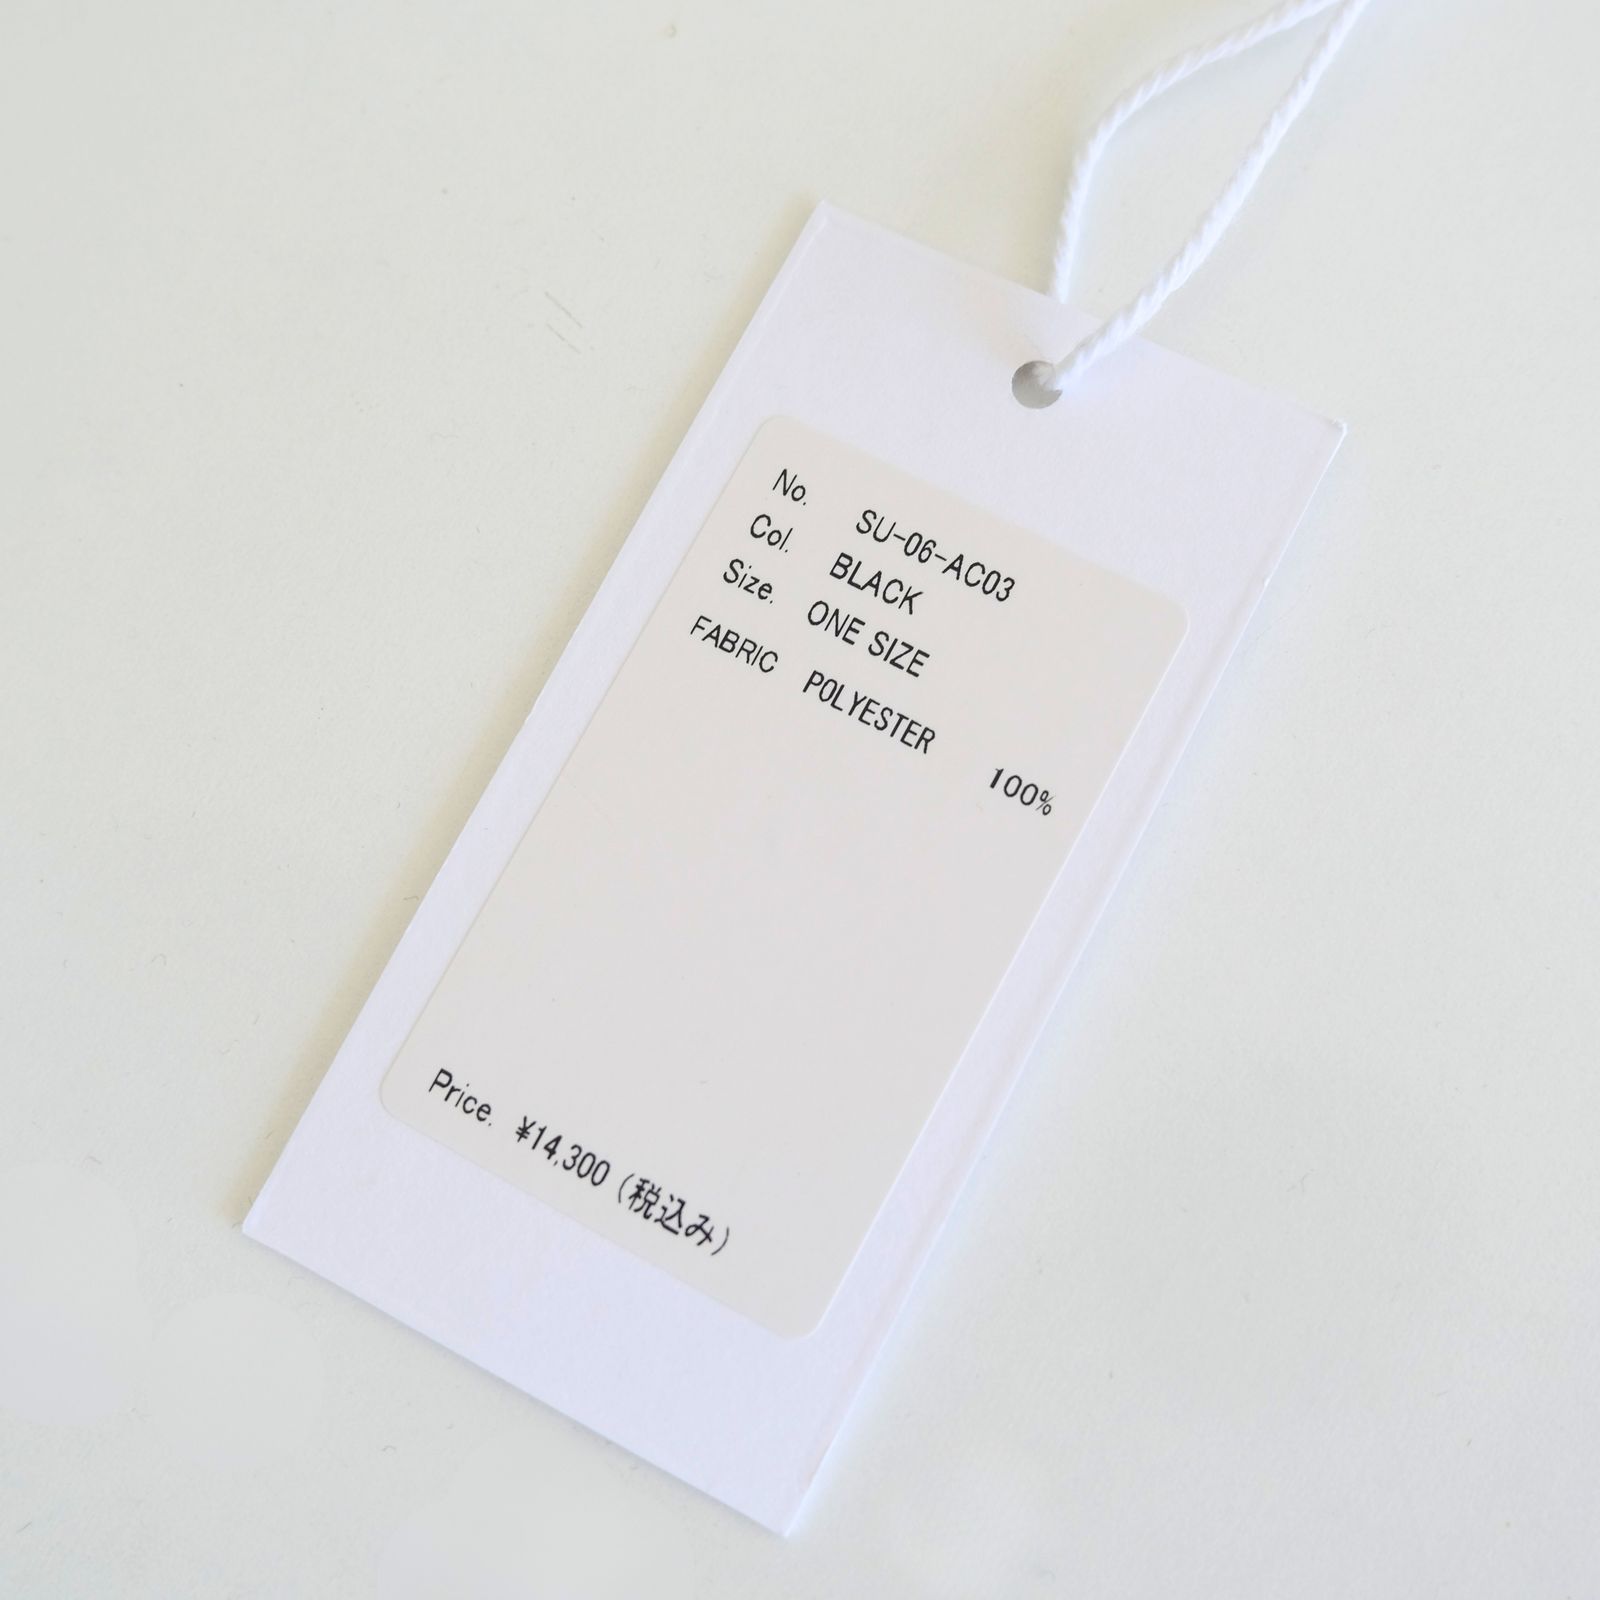 No. SU-06-AC03
Col. BLACK
Size. ONE SIZE
FABRIC POLYESTER 100%
Price. ¥14,300 (税込み)